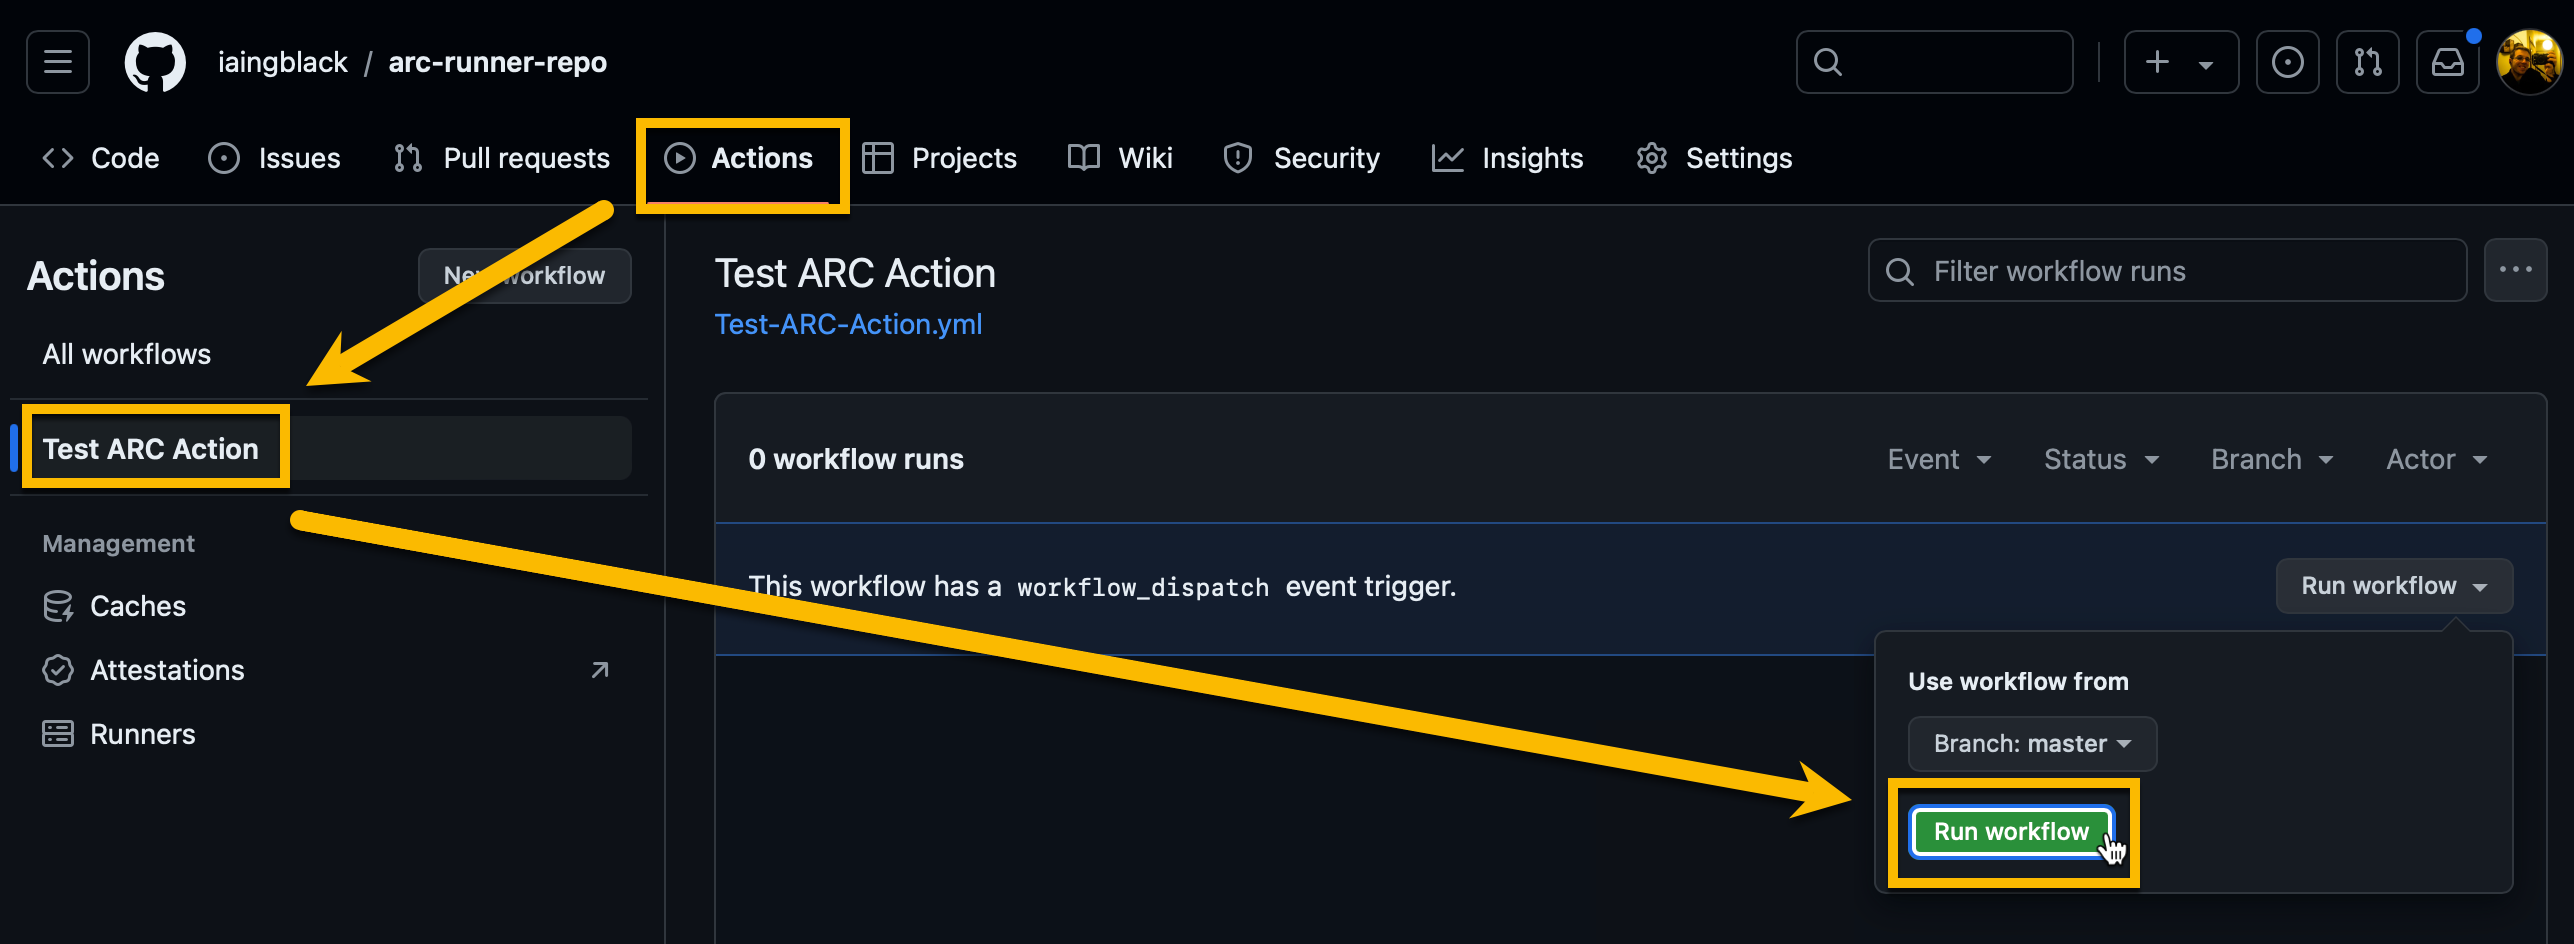 iaingblack / arc-runner-repo
Code Issues Pull requests Actions Projects Wiki Security Insights Settings
Actions
New workflow
All workflows
Test ARC Action
Management
Caches
Attestations
Runners
Test ARC Action
Filter workflow runs
Test-ARC-Action.yml
0 workflow runs
Event Status Branch Actor
This workflow has a workflow_dispatch event trigger.
Run workflow
Use workflow from
Branch: master
Run workflow